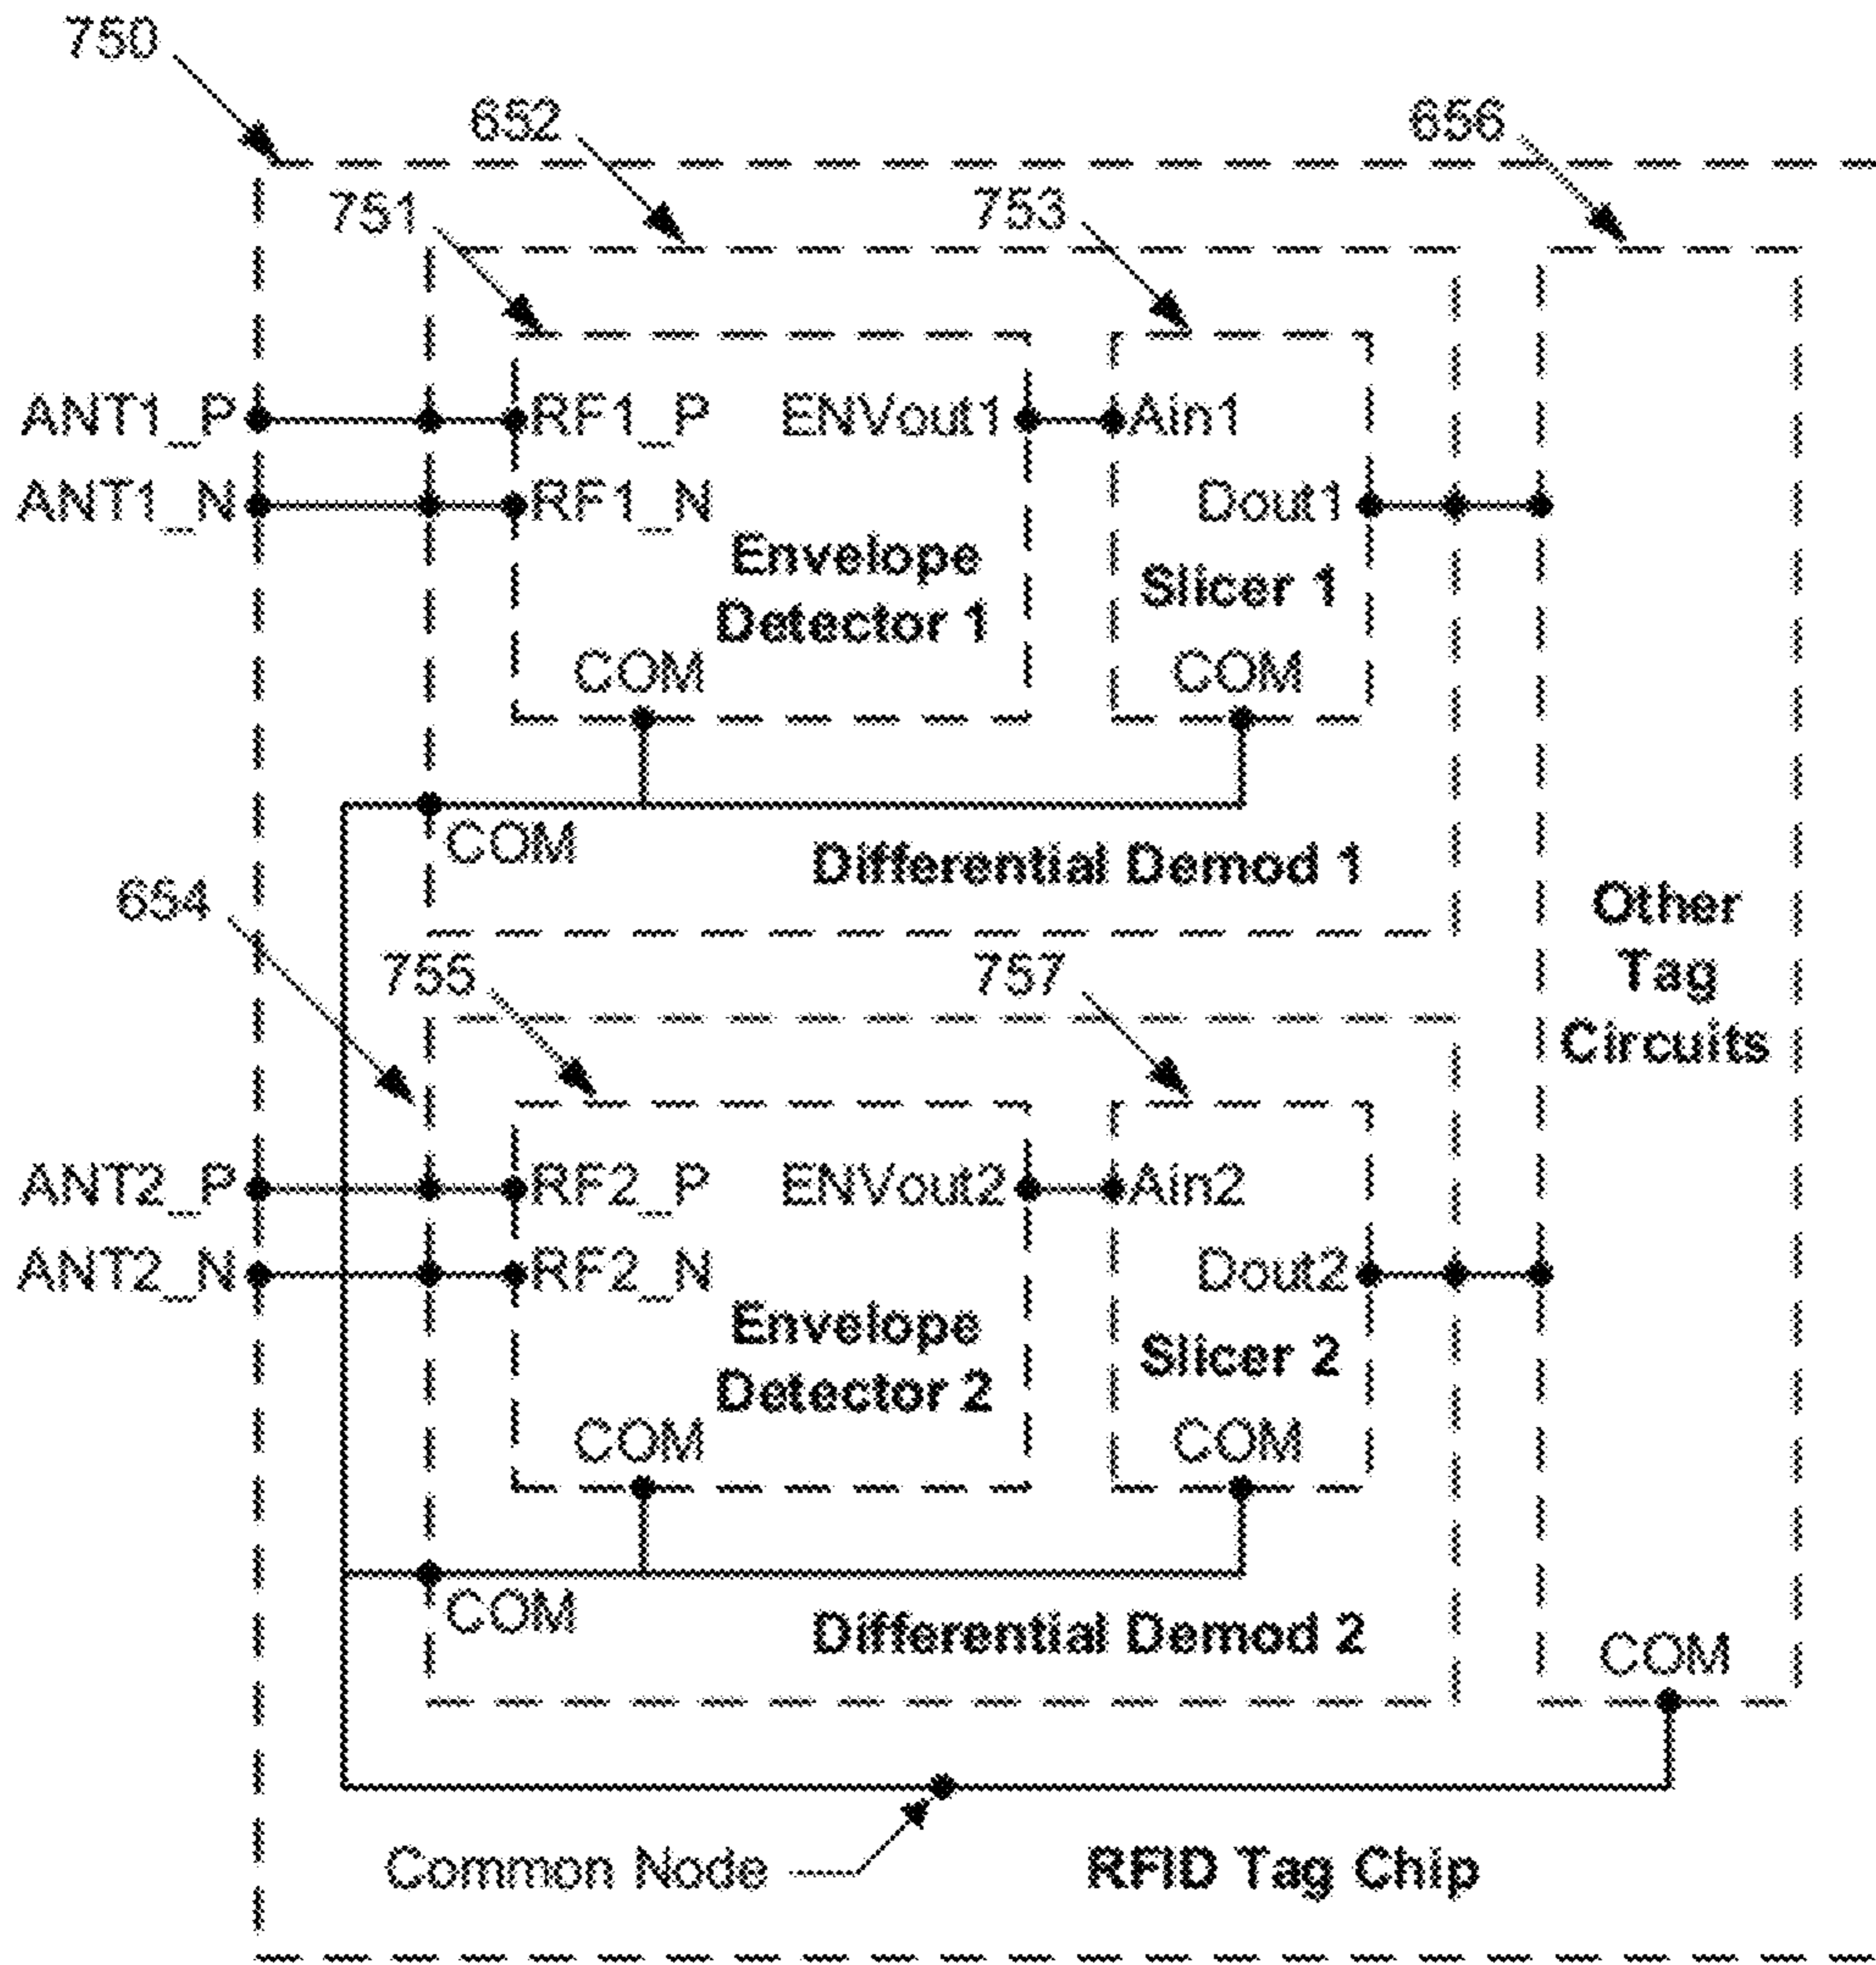 750
652
656
751
753
ANT1_P
RF1_P
ENVout1
Ain1
ANT1_N
RF1_N
Dout1
Envelope
Detector 1
Slicer 1
COM
COM
COM
Differential Demod 1
654
755
757
Other
Tag
Circuits
ANT2_P
RF2_P
ENVout2
Ain2
ANT2_N
RF2_N
Dout2
Envelope
Detector 2
Slicer 2
COM
COM
COM
Differential Demod 2
COM
Common Node
RFID Tag Chip